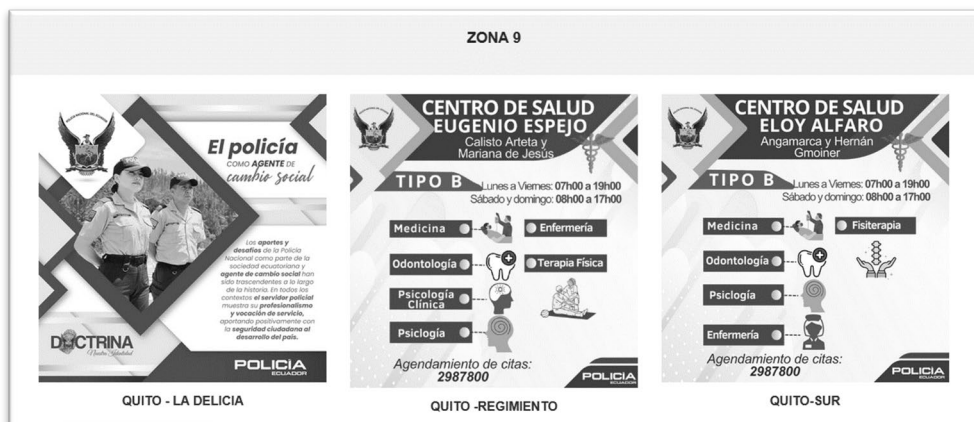 ZONA 9
El policía
COMO AGENTE DE
cambio social
Los aportes y
desafíos de la Policía
Nacional como parte de la
sociedad ecuatoriana y
agente de cambio social han
sido trascendentes a lo largo
de la historia. En todos los
contextos el servidor policial
muestra su profesionalismo
y vocación de servicio,
aportando positivamente con
la seguridad ciudadana al
desarrollo del país.
DOCTRINA
POLICÍA
ECUADOR
QUITO - LA DELICIA
CENTRO DE SALUD
EUGENIO ESPEJO
Calisto Arteta y
Mariana de Jesús
TIPO B
Lunes a Viernes: 07h00 a 19h00
Sábado y domingo: 08h00 a 17h00
Medicina
Enfermería
Odontología
Terapia Física
Psicología
Clínica
Psiclogía
Agendamiento de citas:
2987800
POLICÍA
ECUADOR
QUITO -REGIMIENTO
CENTRO DE SALUD
ELOY ALFARO
Angamarca y Hernán
Gmoiner
TIPO B
Lunes a Viernes: 07h00 a 19h00
Sábado y domingo: 08h00 a 17h00
Medicina
Fisiterapia
Odontología
Psiclogía
Enfermería
Agendamiento de citas:
2987800
POLICÍA
ECUADOR
QUITO-SUR